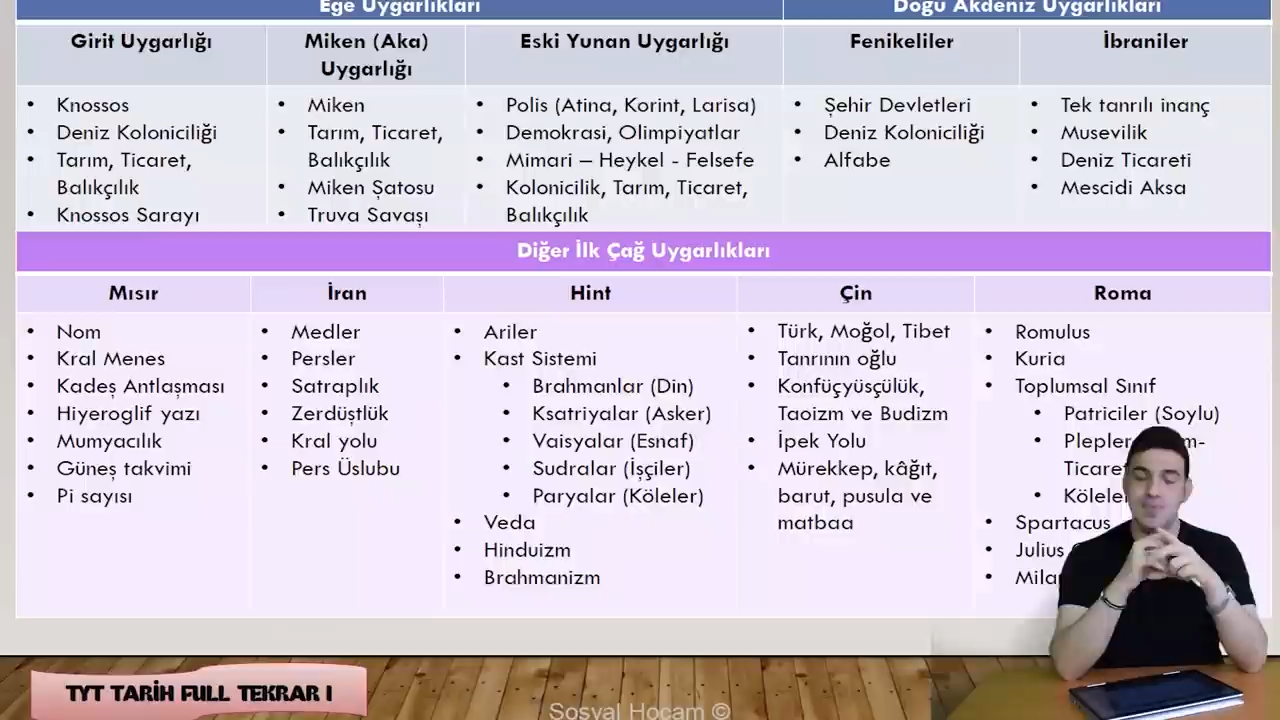 Ege Uygarlıkları
Doğu Akdeniz Uygarlıkları
Girit Uygarlığı
Miken (Aka)
Uygarlığı
Eski Yunan Uygarlığı
Fenikeliler
İbraniler
• Knossos
• Deniz Koloniciliği
• Tarım, Ticaret,
Balıkçılık
• Knossos Sarayı
• Miken
• Tarım, Ticaret,
Balıkçılık
• Miken Şatosu
• Truva Savaşı
• Polis (Atina, Korint, Larisa)
• Demokrasi, Olimpiyatlar
• Mimari – Heykel - Felsefe
• Kolonicilik, Tarım, Ticaret,
Balıkçılık
• Şehir Devletleri
• Deniz Koloniciliği
• Alfabe
• Tek tanrılı inanç
• Musevilik
• Deniz Ticareti
• Mescidi Aksa
Diğer İlk Çağ Uygarlıkları
Mısır
İran
Hint
Çin
Roma
• Nom
• Kral Menes
• Kadeş Antlaşması
• Hiyeroglif yazı
• Mumyacılık
• Güneş takvimi
• Pi sayısı
• Medler
• Persler
• Satraplık
• Zerdüştlük
• Kral yolu
• Pers Üslubu
• Ariler
• Kast Sistemi
• Brahmanlar (Din)
• Ksatriyalar (Asker)
• Vaisyalar (Esnaf)
• Sudralar (İşçiler)
• Paryalar (Köleler)
• Veda
• Hinduizm
• Brahmanizm
• Türk, Moğol, Tibet
• Tanrının oğlu
• Konfüçyüsçülük,
Taoizm ve Budizm
• İpek Yolu
• Mürekkep, kâğıt,
barut, pusula ve
matbaa
• Romulus
• Kuria
• Toplumsal Sınıf
• Patriciler (Soylu)
• Plepler
• Spartacus
• Julius
TYT TARİH FULL TEKRAR I
Sosyal Hocam ©